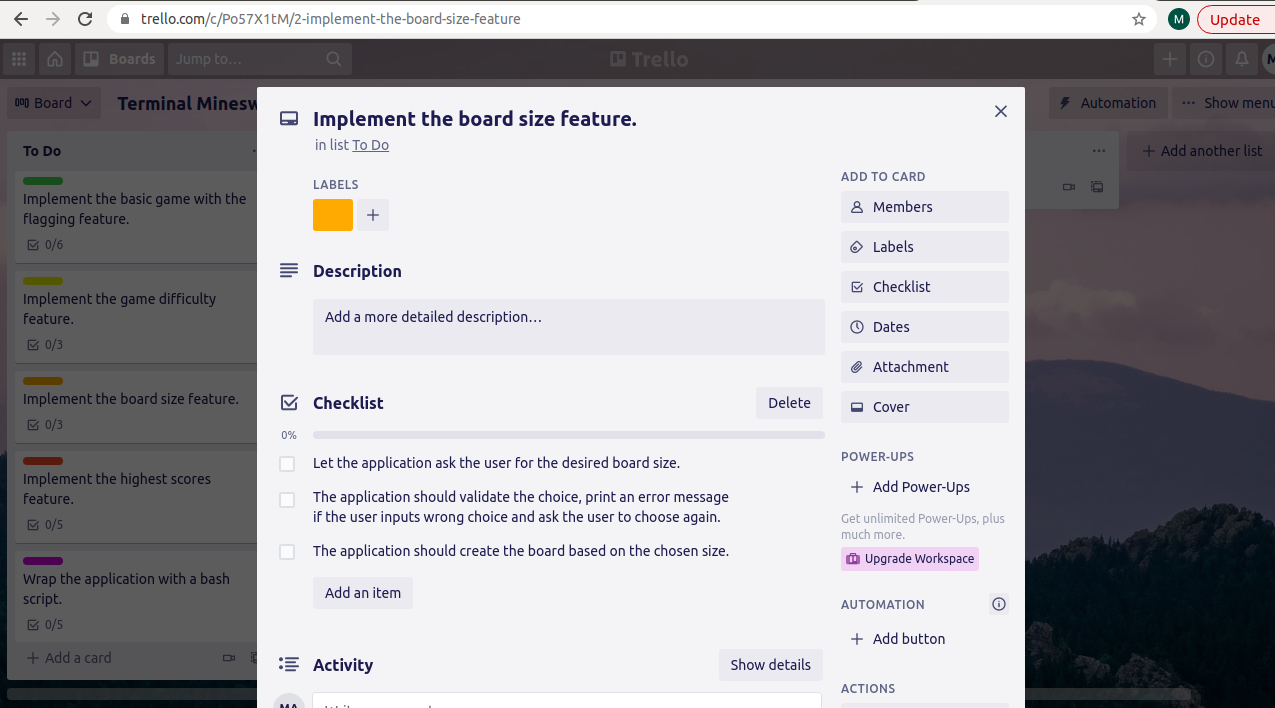 trello.com/c/Po57X1tM/2-implement-the-board-size-feature
M
Update
Boards
Jump to...
Trello
Board
Terminal Minesw
Automation
Show menu
To Do
Implement the basic game with the
flagging feature.
0/6
Implement the game difficulty
feature.
0/3
Implement the board size feature.
0/3
Implement the highest scores
feature.
0/5
Wrap the application with a bash
script.
0/5
Add a card
Add another list
Implement the board size feature.
in list To Do
LABELS
Description
Add a more detailed description…
Checklist
Delete
0%
Let the application ask the user for the desired board size.
The application should validate the choice, print an error message
if the user inputs wrong choice and ask the user to choose again.
The application should create the board based on the chosen size.
Add an item
Activity
Show details
MA
ADD TO CARD
Members
Labels
Checklist
Dates
Attachment
Cover
POWER-UPS
Add Power-Ups
Get unlimited Power-Ups, plus
much more.
Upgrade Workspace
AUTOMATION
Add button
ACTIONS